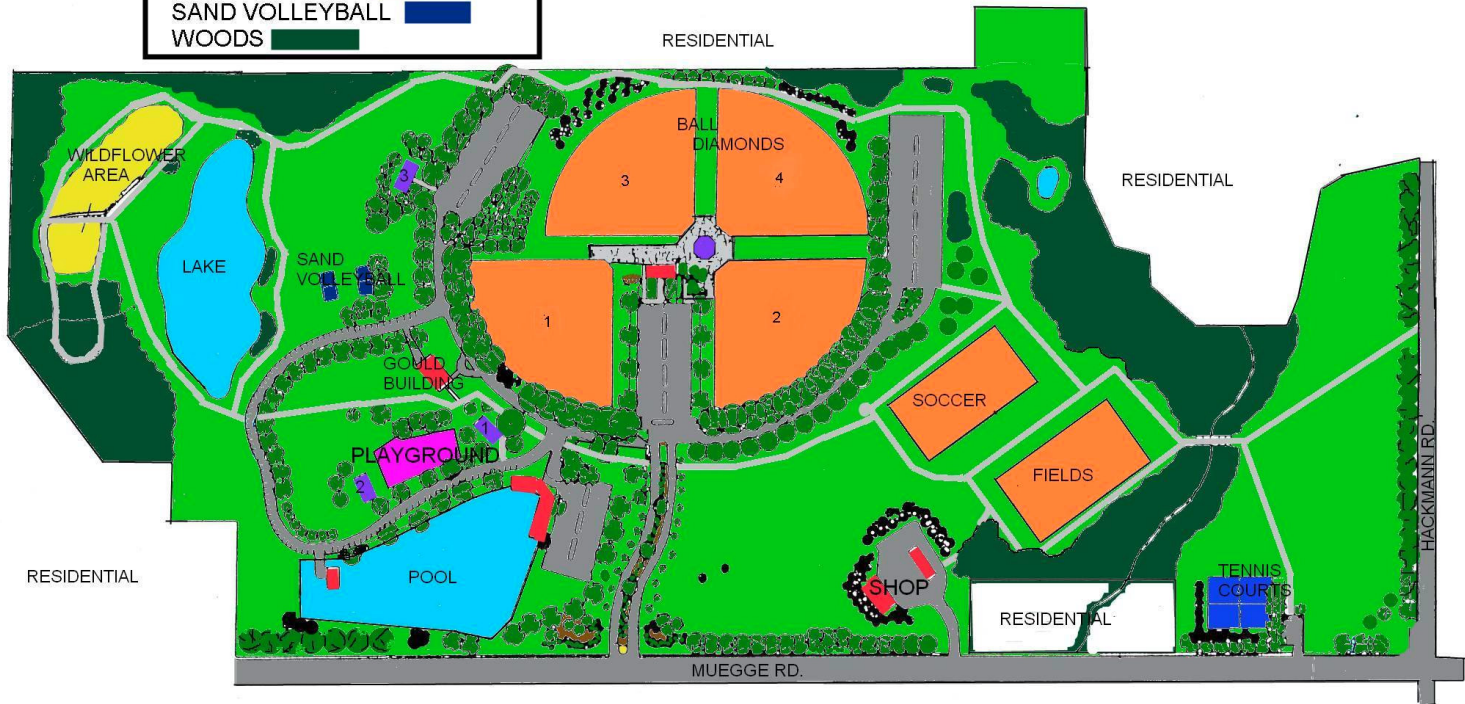 SAND VOLLEYBALL
WOODS
RESIDENTIAL
BALL
DIAMONDS
WILDFLOWER
AREA
3
3
4
RESIDENTIAL
LAKE
SAND
VOLLEYBALL
1
2
GOULD
BUILDING
SOCCER
1
PLAYGROUND
2
FIELDS
HACKMANN RD.
RESIDENTIAL
POOL
SHOP
TENNIS
COURTS
RESIDENTIAL
MUEGGE RD.